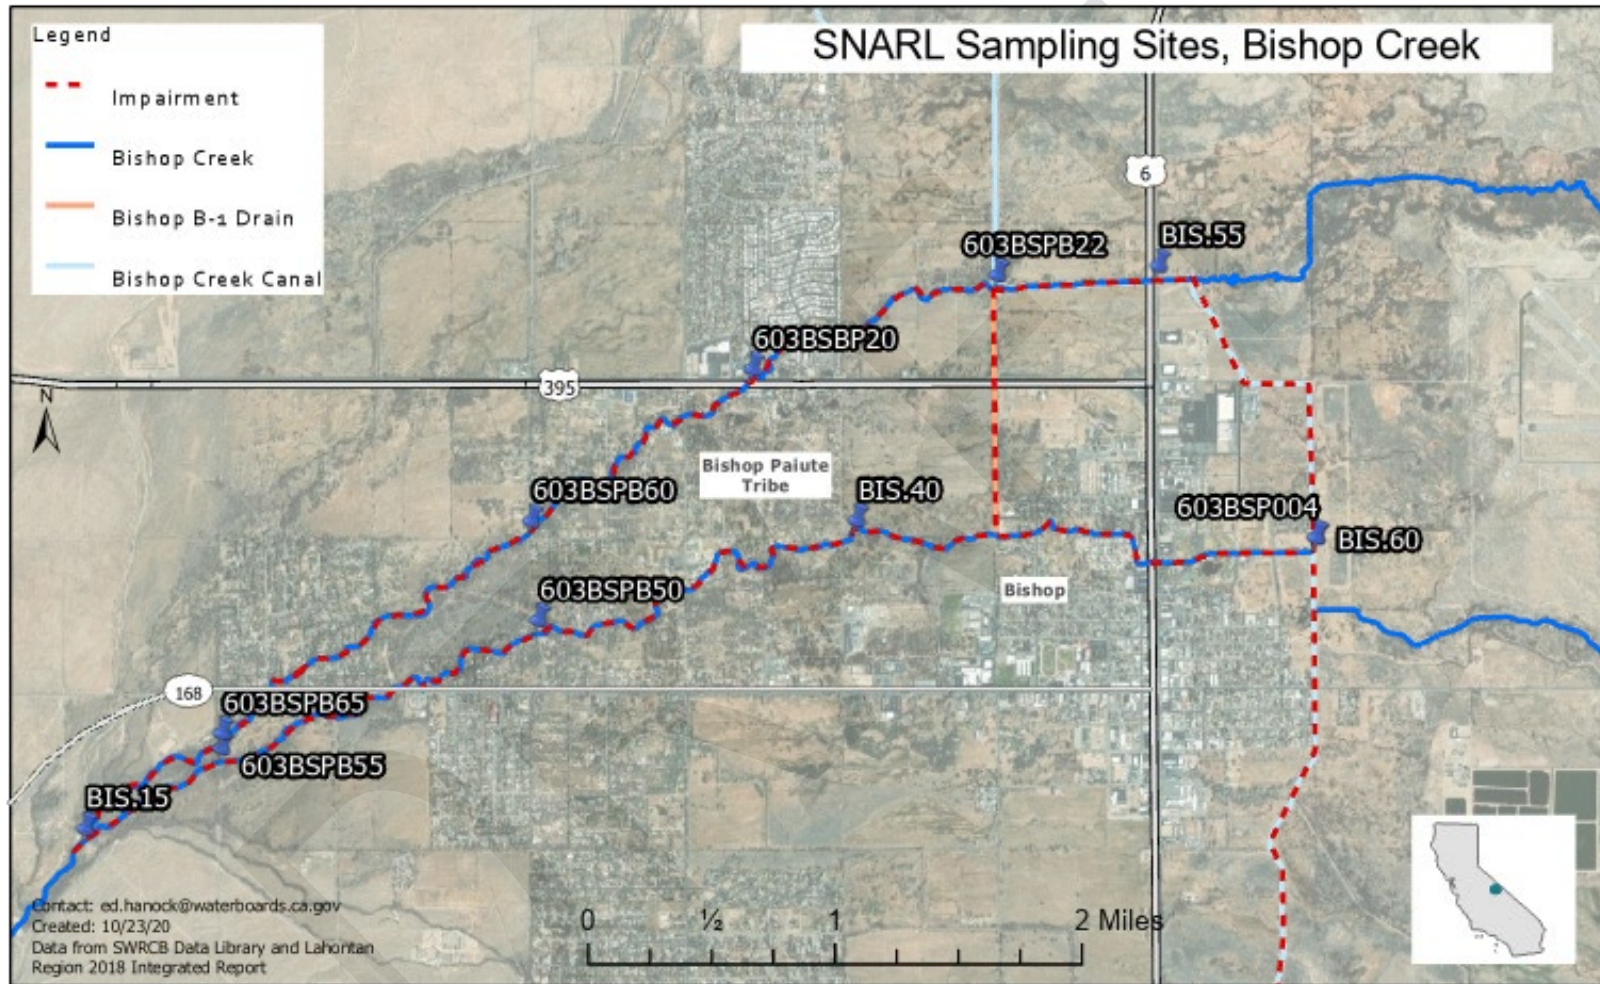 SNARL Sampling Sites, Bishop Creek
Legend
Impairment
Bishop Creek
Bishop B-1 Drain
Bishop Creek Canal
6
603BSPB22
BIS.55
603BSBP20
395
N
Bishop Paiute
Tribe
603BSPB60
BIS.40
603BSP004
BIS.60
603BSPB50
Bishop
168
603BSPB65
603BSPB55
BIS.15
Contact: ed.hanock@waterboards.ca.gov
Created: 10/23/20
Data from SWRCB Data Library and Lahontan
Region 2018 Integrated Report
0 ½ 1 2 Miles